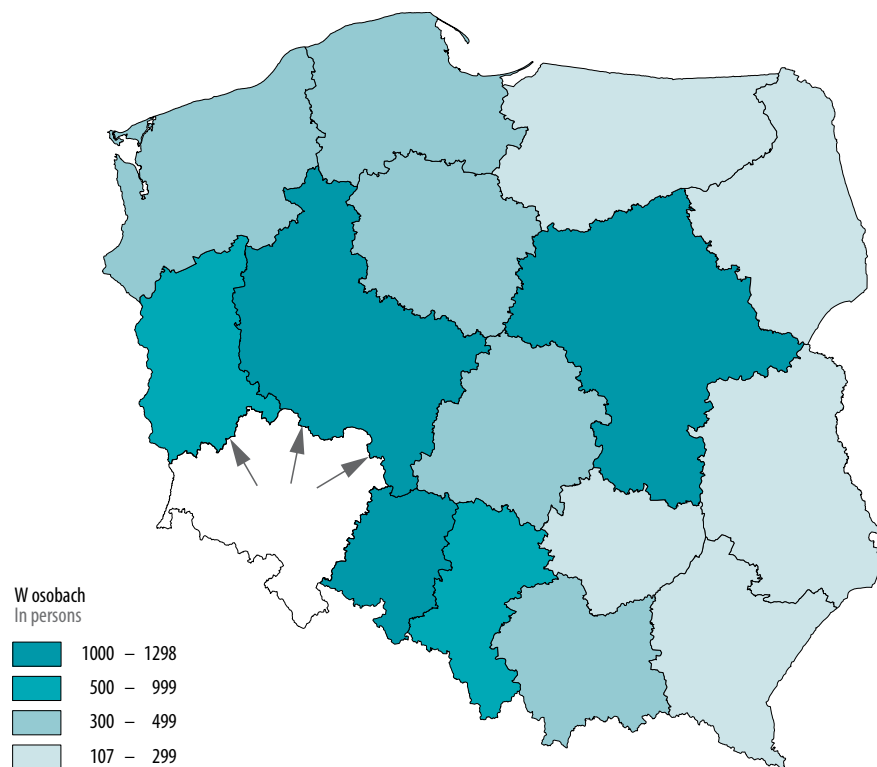 W osobach
In persons
1000 – 1298
500 – 999
300 – 499
107 – 299